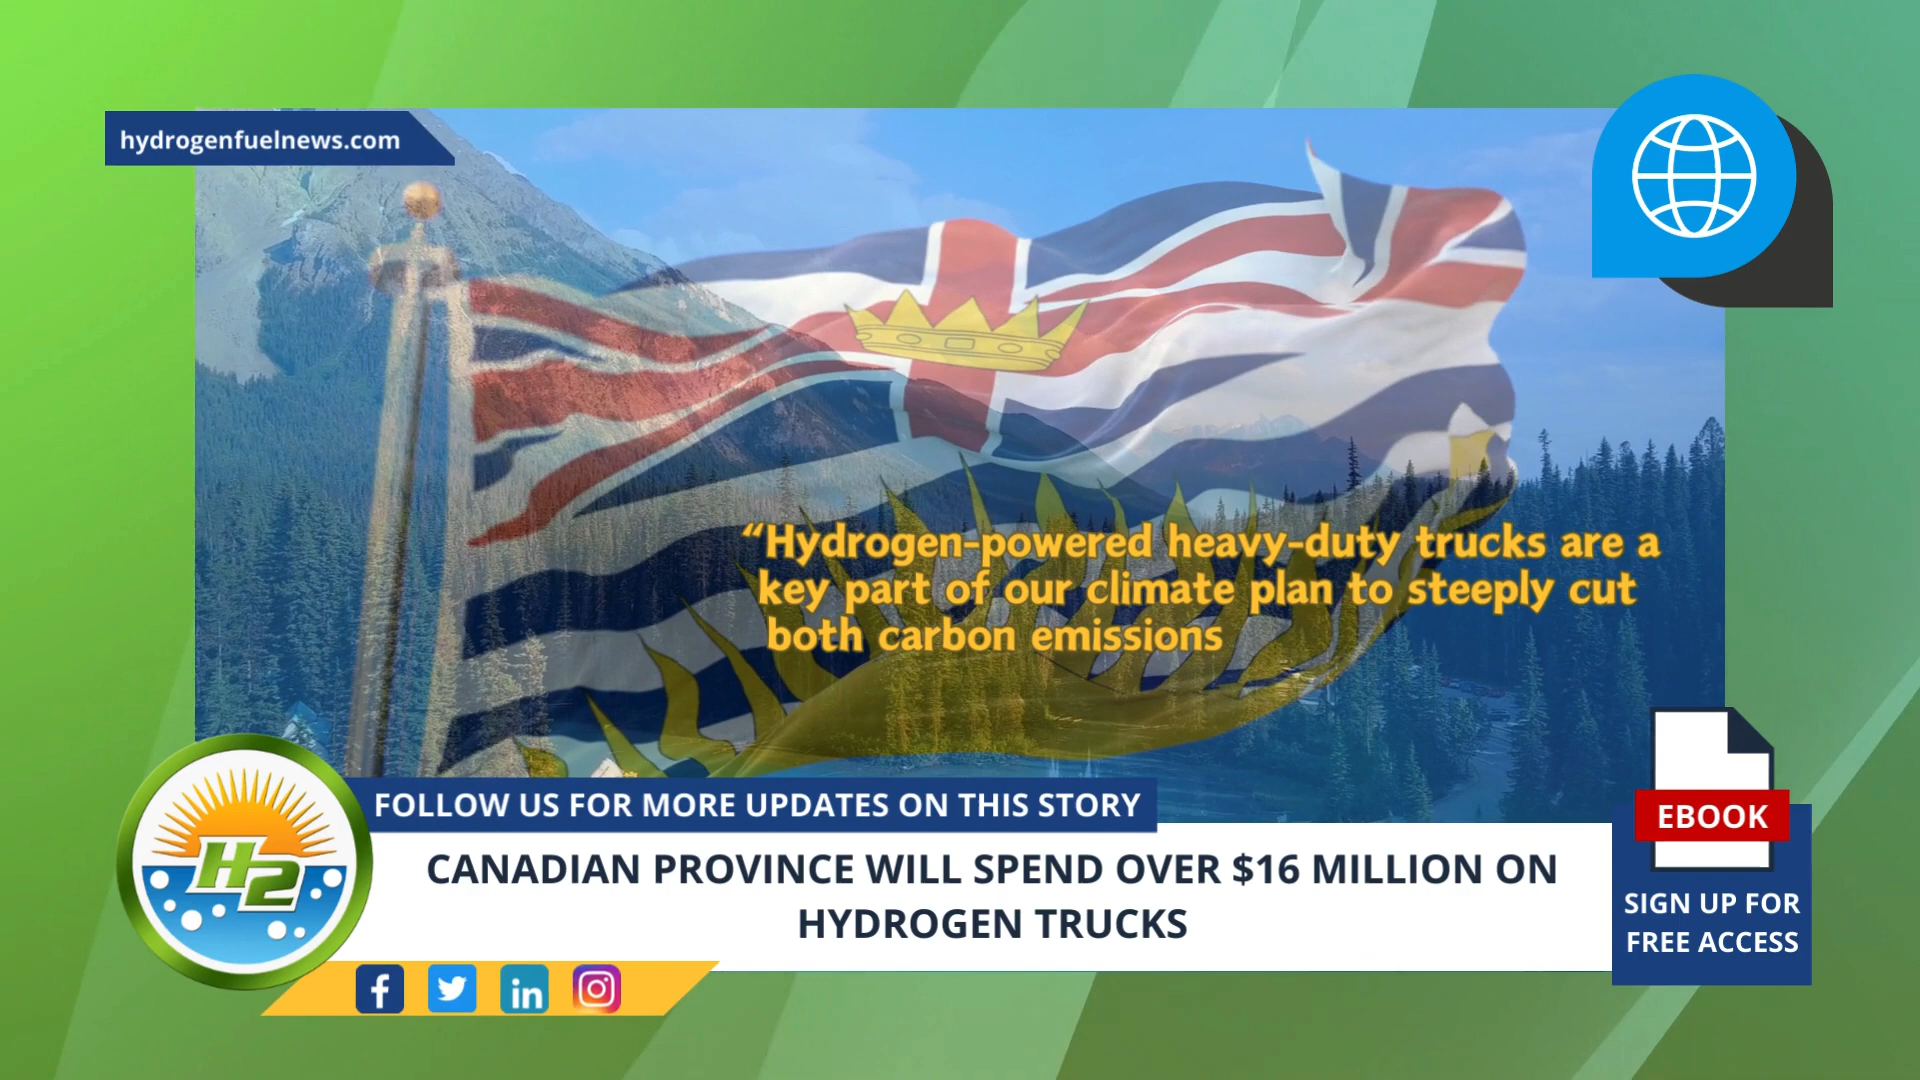 hydrogenfuelnews.com
“Hydrogen-powered heavy-duty trucks are a
key part of our climate plan to steeply cut
both carbon emissions
FOLLOW US FOR MORE UPDATES ON THIS STORY
H2
CANADIAN PROVINCE WILL SPEND OVER $16 MILLION ON
HYDROGEN TRUCKS
EBOOK
SIGN UP FOR
FREE ACCESS